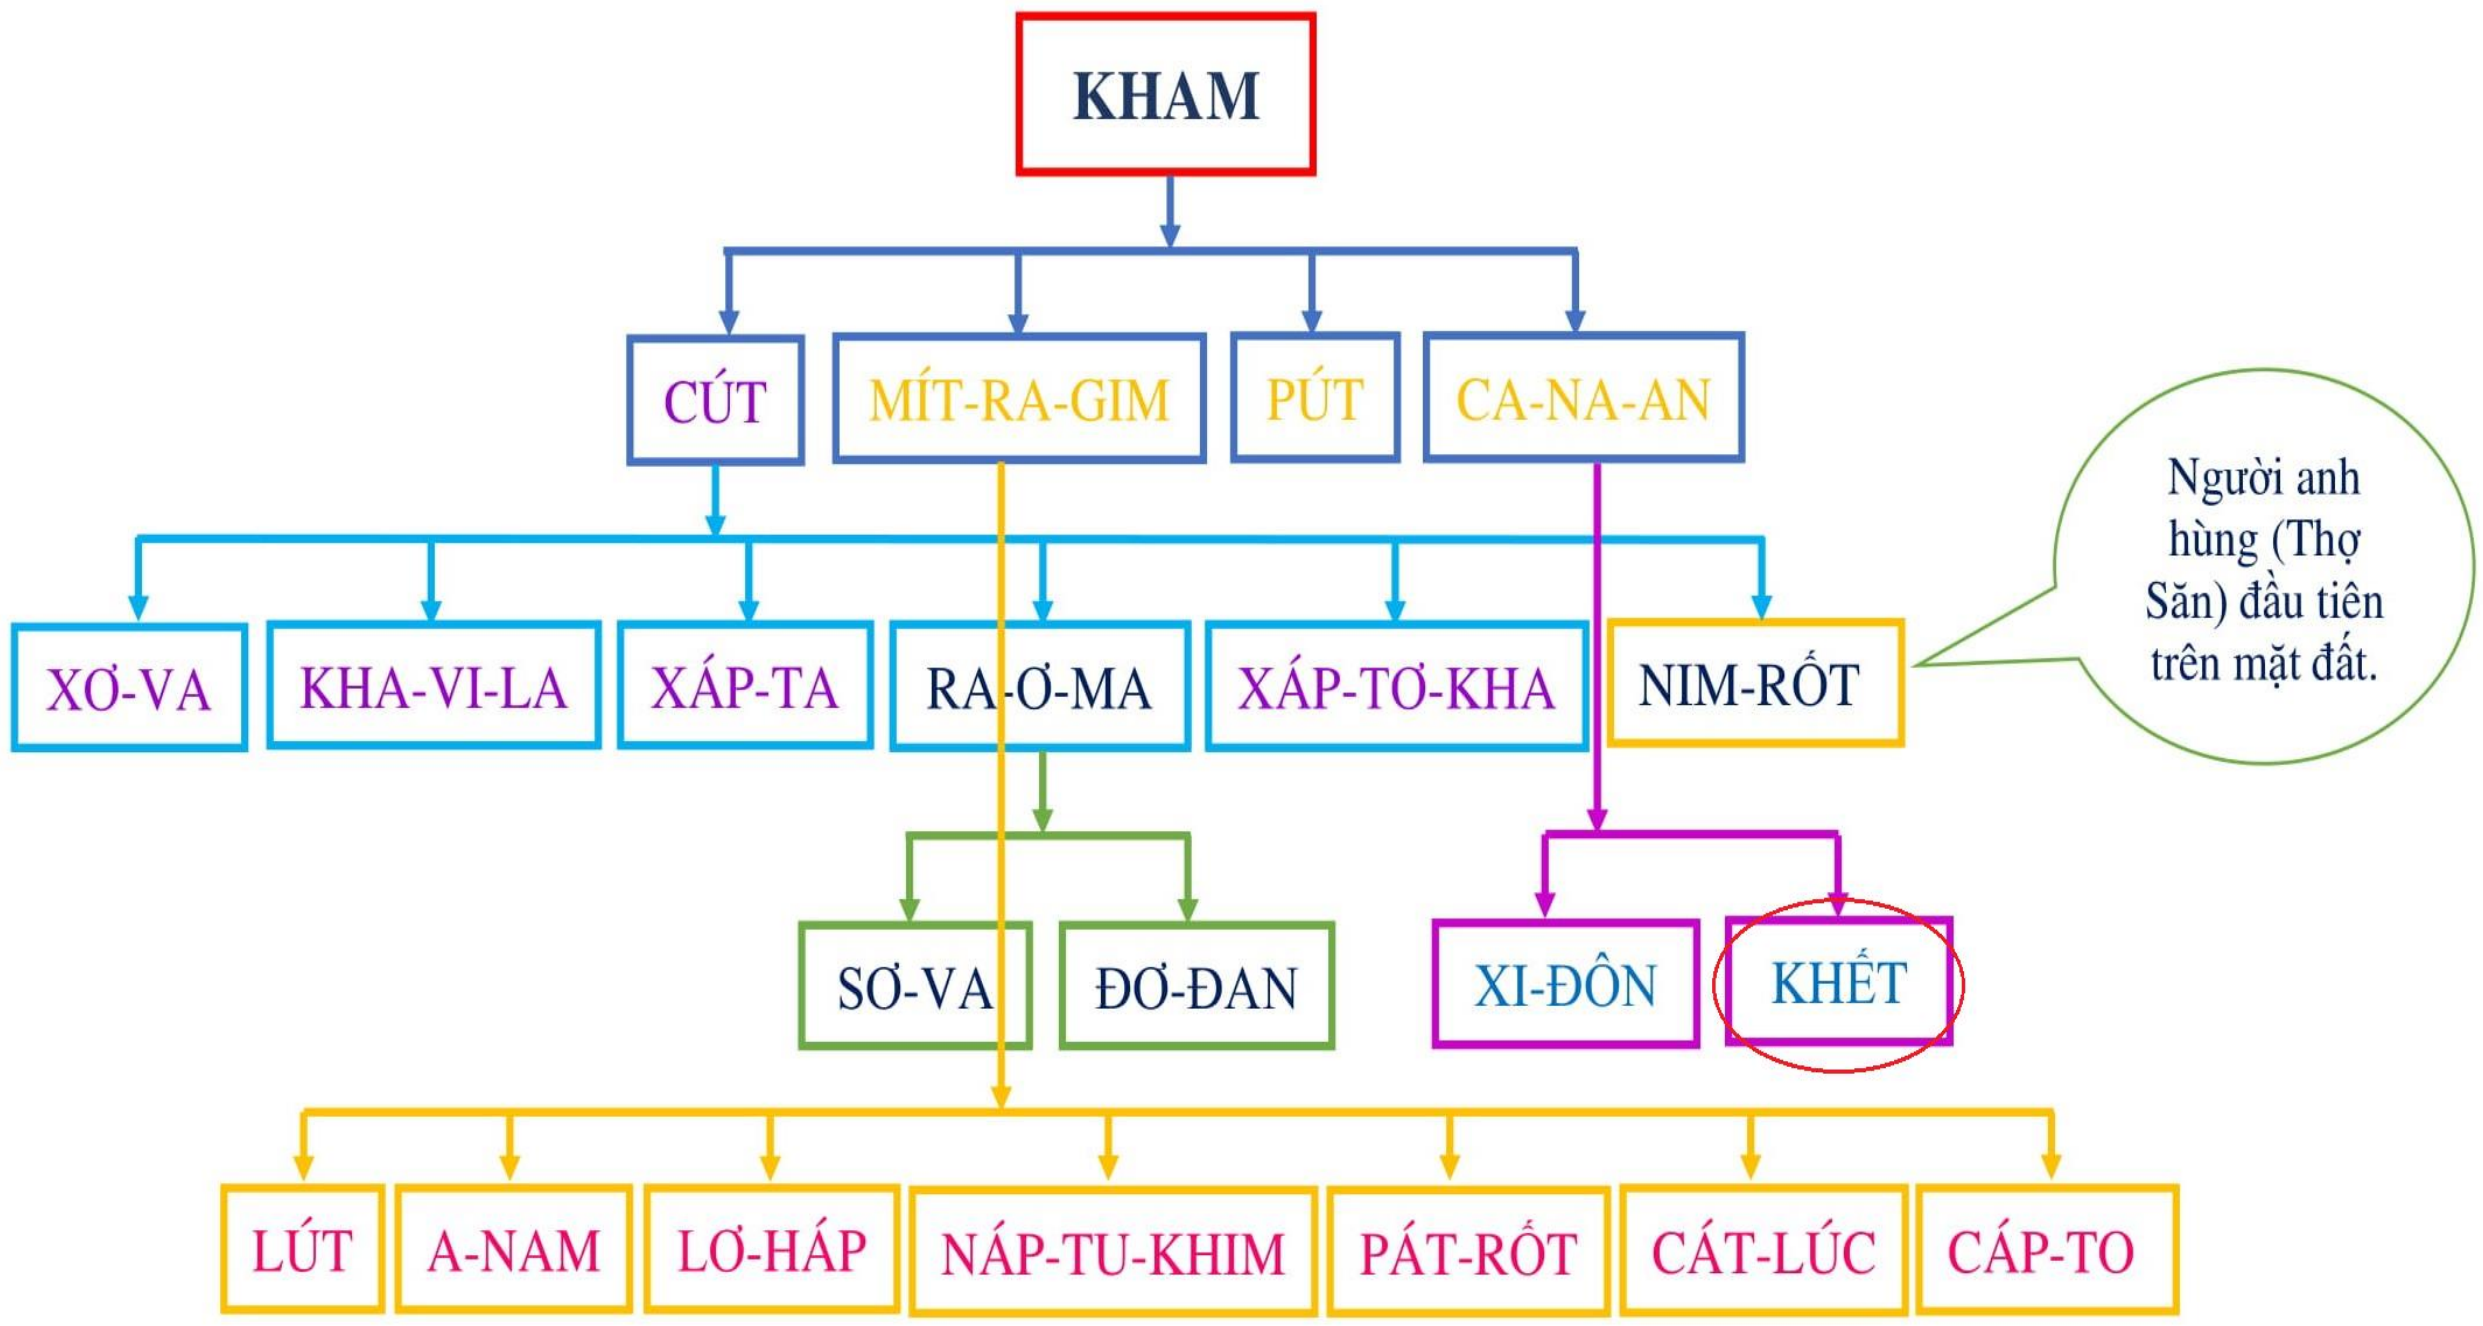 KHAM
CÚT MÍT-RA-GIM PÚT CA-NA-AN
Người anh
hùng (Thợ
Săn) đầu tiên
trên mặt đất.
XƠ-VA KHA-VI-LA XÁP-TA RA-Ơ-MA XÁP-TƠ-KHA NIM-RỐT
SƠ-VA ĐƠ-ĐAN XI-ĐÔN KHẾT
LÚT A-NAM LƠ-HÁP NÁP-TU-KHIM PÁT-RỐT CÁT-LÚC CÁP-TO